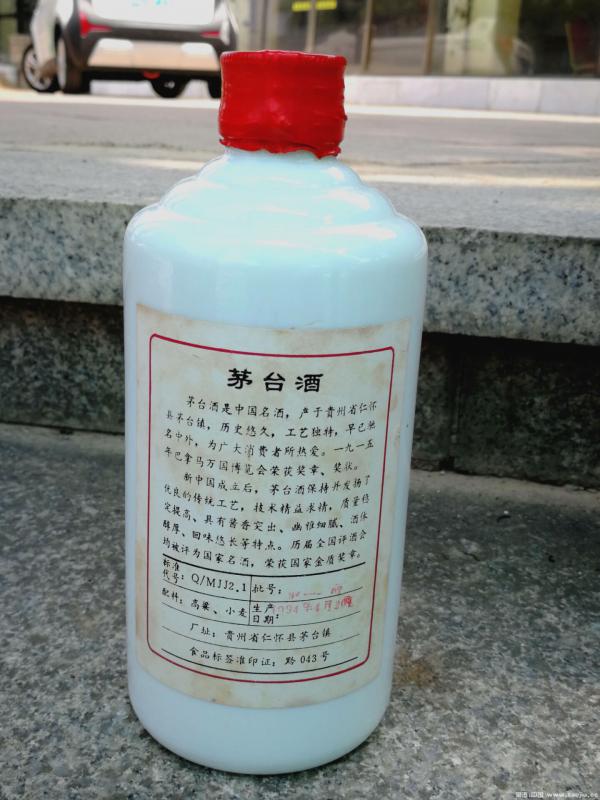 茅台酒
茅台酒是中国名酒，产于贵州省仁怀
县茅台镇，历史悠久，工艺独特，早已驰
名中外，为广大消费者所热爱。一九一五
年巴拿马万国博览会荣获奖章、奖状。
新中国成立后，茅台酒保持并发扬了
优良的传统工艺，技术精益求精，质量稳
定提高、具有酱香突出、幽雅细腻、酒体
醇厚、回味悠长等特点。历届全国评酒会
均被评为国家名酒，荣获国家金质奖章。
标准代号：Q/MJJ2.1 批号：
配料：高粱、小麦 生产日期：1994年4月
厂址：贵州省仁怀县茅台镇
食品标签准印证：黔 043 号